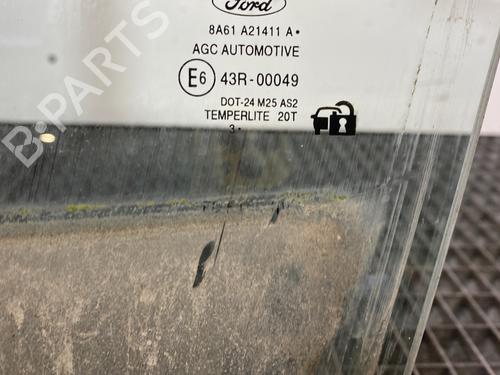 Ford
8A61 A21411 A•
AGC AUTOMOTIVE
E6 43R-00049
DOT-24 M25 AS2
TEMPERLITE 20T
3•
B-PARTS